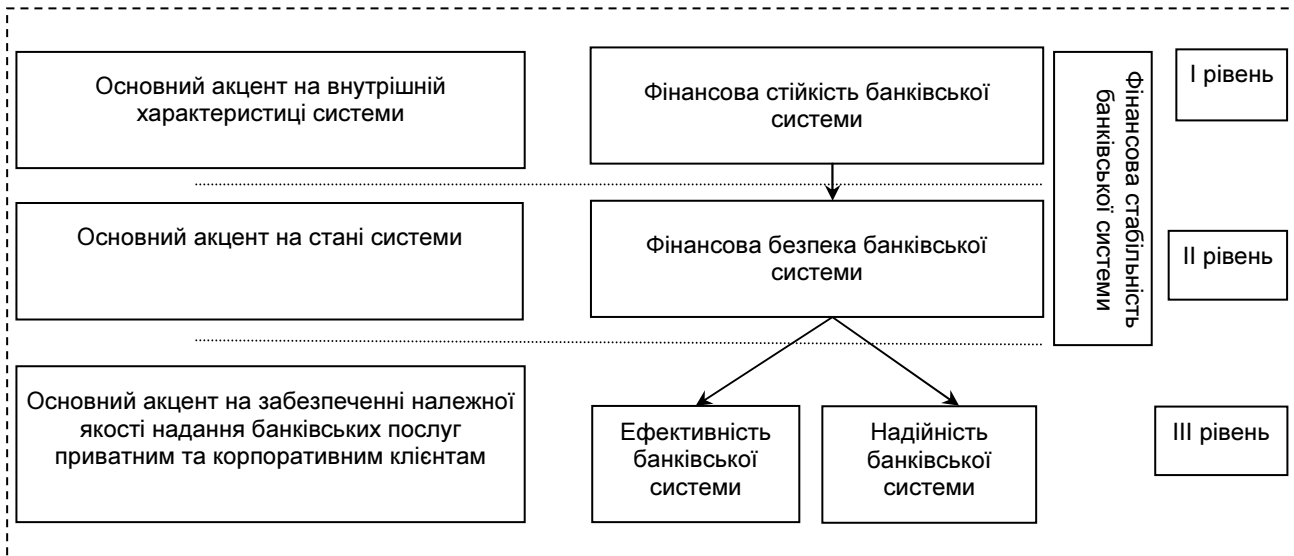 Основний акцент на внутрішній
характеристиці системи
Фінансова стійкість банківської
системи
Фінансова стабільність
банківської системи
І рівень
Основний акцент на стані системи
Фінансова безпека банківської
системи
ІІ рівень
Основний акцент на забезпеченні належної
якості надання банківських послуг
приватним та корпоративним клієнтам
Ефективність
банківської
системи
Надійність
банківської
системи
ІІІ рівень